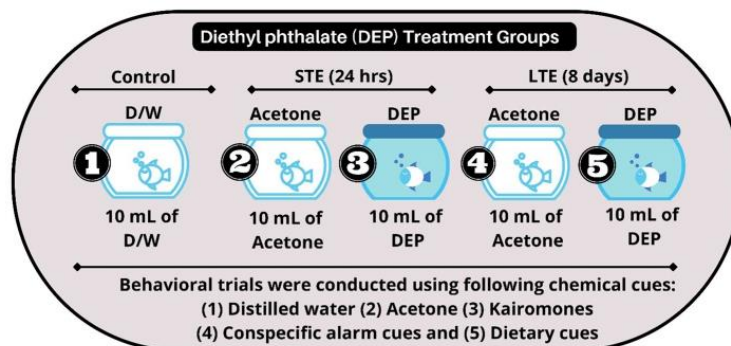 Diethyl phthalate (DEP) Treatment Groups
Control STE (24 hrs) LTE (8 days)
D/W Acetone DEP Acetone DEP
1 2 3 4 5
10 mL of 10 mL of 10 mL of 10 mL of 10 mL of
D/W Acetone DEP Acetone DEP
Behavioral trials were conducted using following chemical cues:
(1) Distilled water (2) Acetone (3) Kairomones
(4) Conspecific alarm cues and (5) Dietary cues